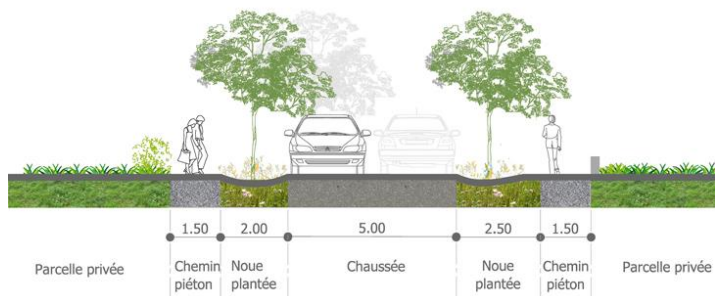 1.50 2.00 5.00 2.50 1.50
Parcelle privée Chemin piéton Noue plantée Chaussée Noue plantée Chemin piéton Parcelle privée